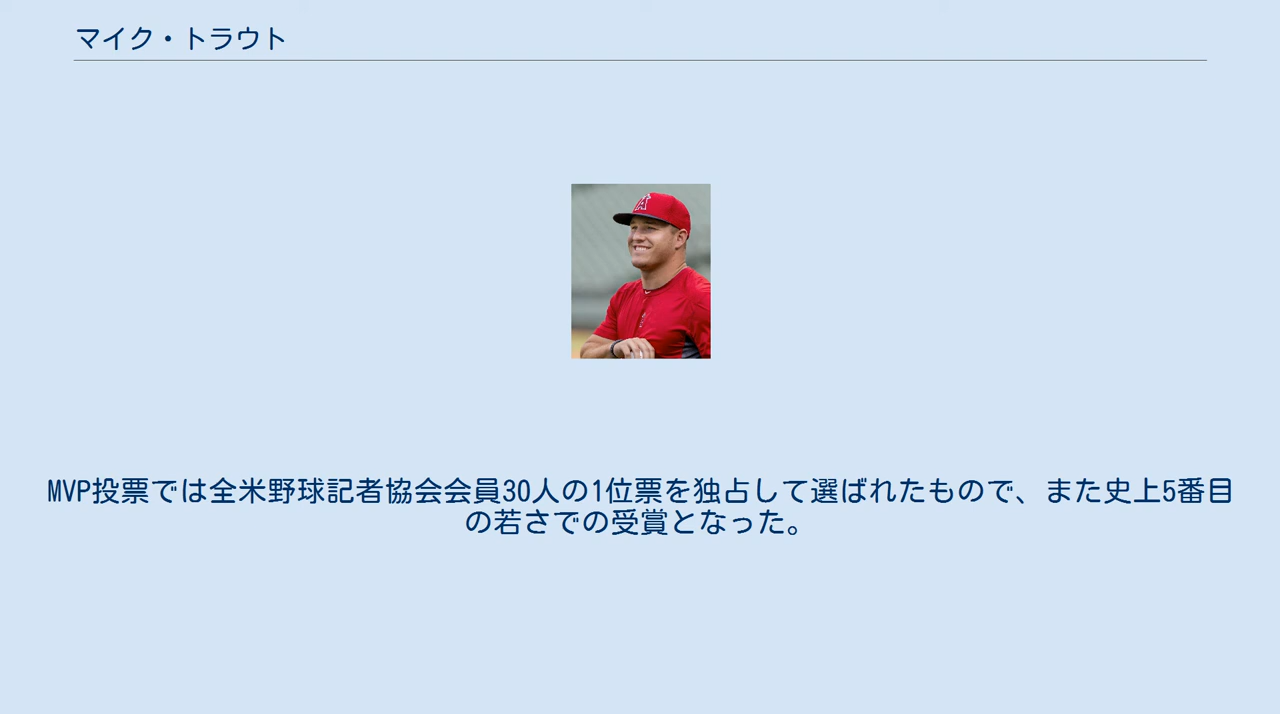 マイク・トラウト
A
MVP投票では全米野球記者協会会員30人の1位票を独占して選ばれたもので、また史上5番目
の若さでの受賞となった。